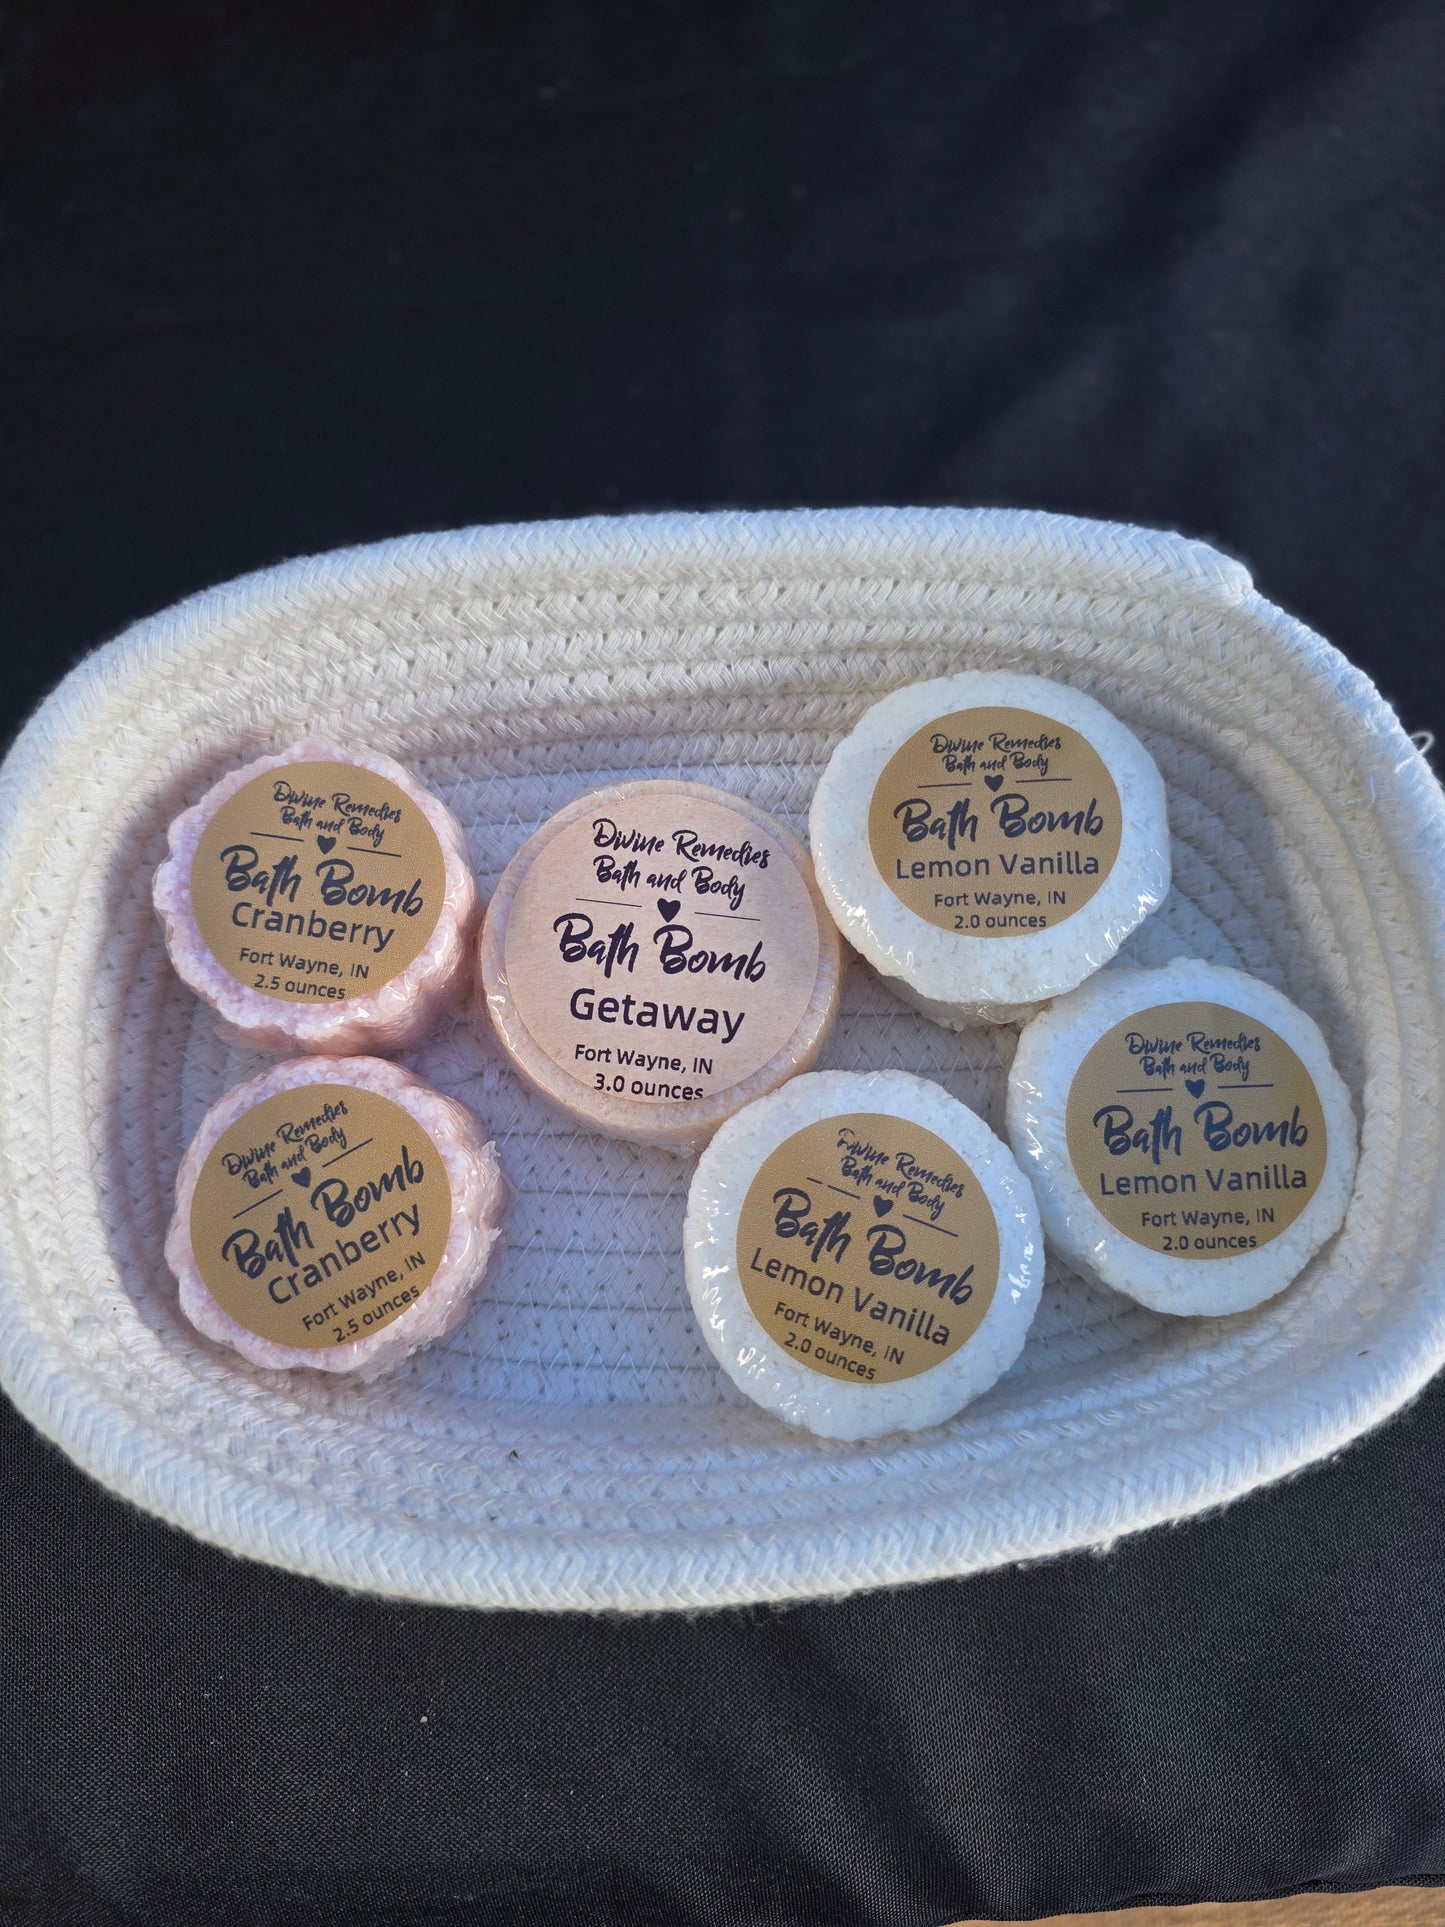 Divine Remedies
Bath and Body
Bath Bomb
Cranberry
Fort Wayne, IN
2.5 ounces
Divine Remedies
Bath and Body
Bath Bomb
Getaway
Fort Wayne, IN
3.0 ounces
Divine Remedies
Bath and Body
Bath Bomb
Lemon Vanilla
Fort Wayne, IN
2.0 ounces
Divine Remedies
Bath and Body
Bath Bomb
Cranberry
Fort Wayne, IN
2.5 ounces
Divine Remedies
Bath and Body
Bath Bomb
Lemon Vanilla
Fort Wayne, IN
2.0 ounces
Divine Remedies
Bath and Body
Bath Bomb
Lemon Vanilla
Fort Wayne, IN
2.0 ounces